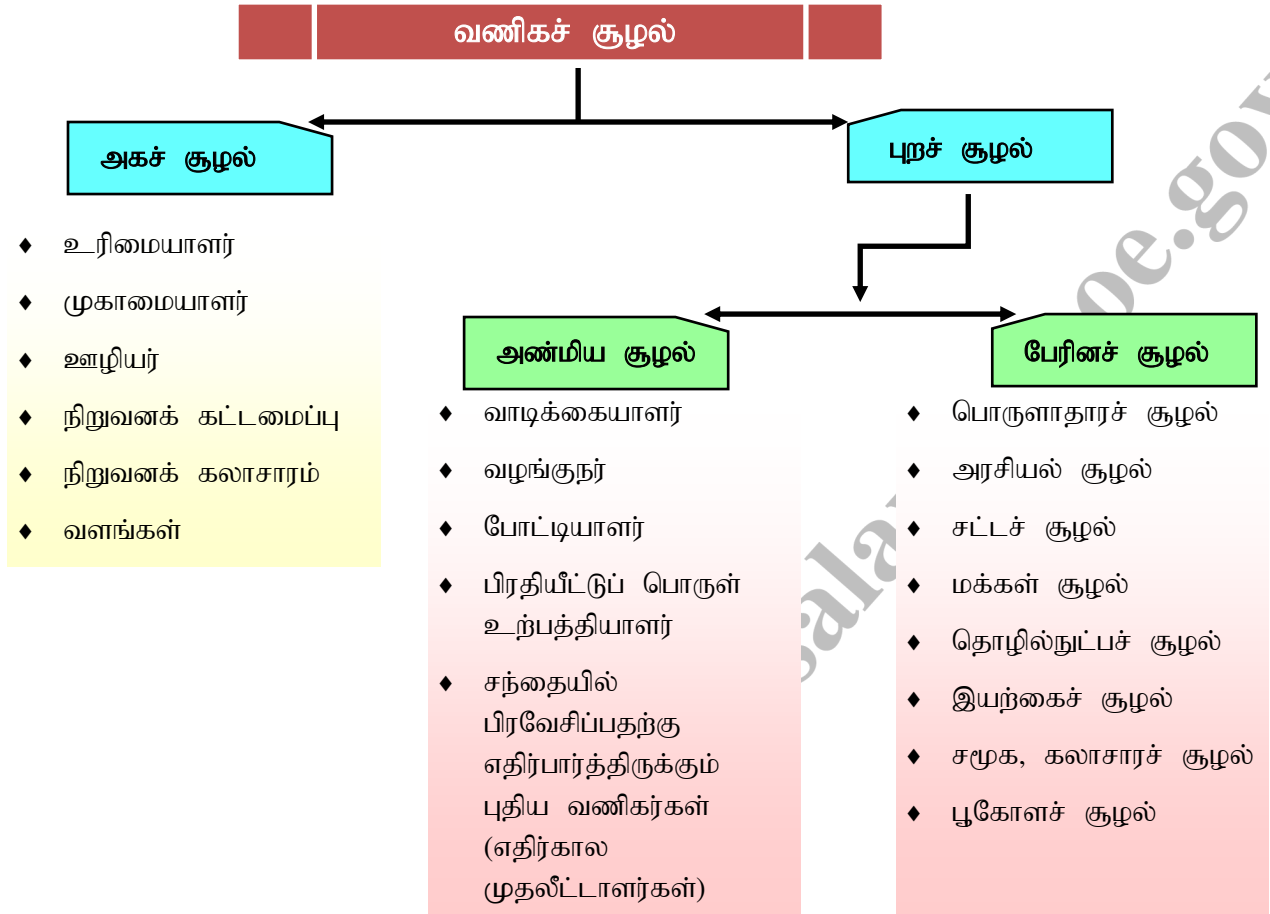 வணிகச் சூழல்
அகச் சூழல்
புறச் சூழல்
♦ உரிமையாளர்
♦ முகாமையாளர்
♦ ஊழியர்
♦ நிறுவனக் கட்டமைப்பு
♦ நிறுவனக் கலாசாரம்
♦ வளங்கள்
அண்மிய சூழல்
♦ வாடிக்கையாளர்
♦ வழங்குநர்
♦ போட்டியாளர்
♦ பிரதியீட்டுப் பொருள்
உற்பத்தியாளர்
♦ சந்தையில்
பிரவேசிப்பதற்கு
எதிர்பார்த்திருக்கும்
புதிய வணிகர்கள்
(எதிர்கால
முதலீட்டாளர்கள்)
பேரினச் சூழல்
♦ பொருளாதாரச் சூழல்
♦ அரசியல் சூழல்
♦ சட்டச் சூழல்
♦ மக்கள் சூழல்
♦ தொழில்நுட்பச் சூழல்
♦ இயற்கைச் சூழல்
♦ சமூக, கலாசாரச் சூழல்
♦ பூகோளச் சூழல்